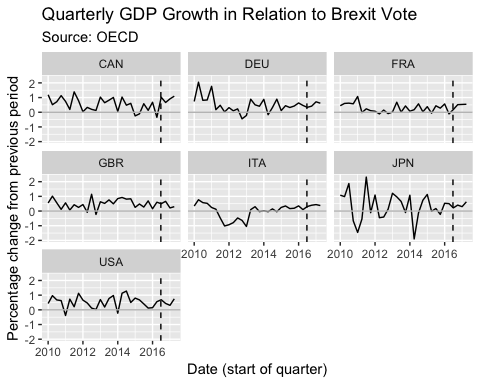 Quarterly GDP Growth in Relation to Brexit Vote
Source: OECD
CAN DEU FRA
2
1
0
-1
-2
GBR ITA JPN
2
1
0
-1
-2
2010 2012 2014 2016 2010 2012 2014 2016
USA
2
1
0
-1
-2
2010 2012 2014 2016
Percentage change from previous period
Date (start of quarter)